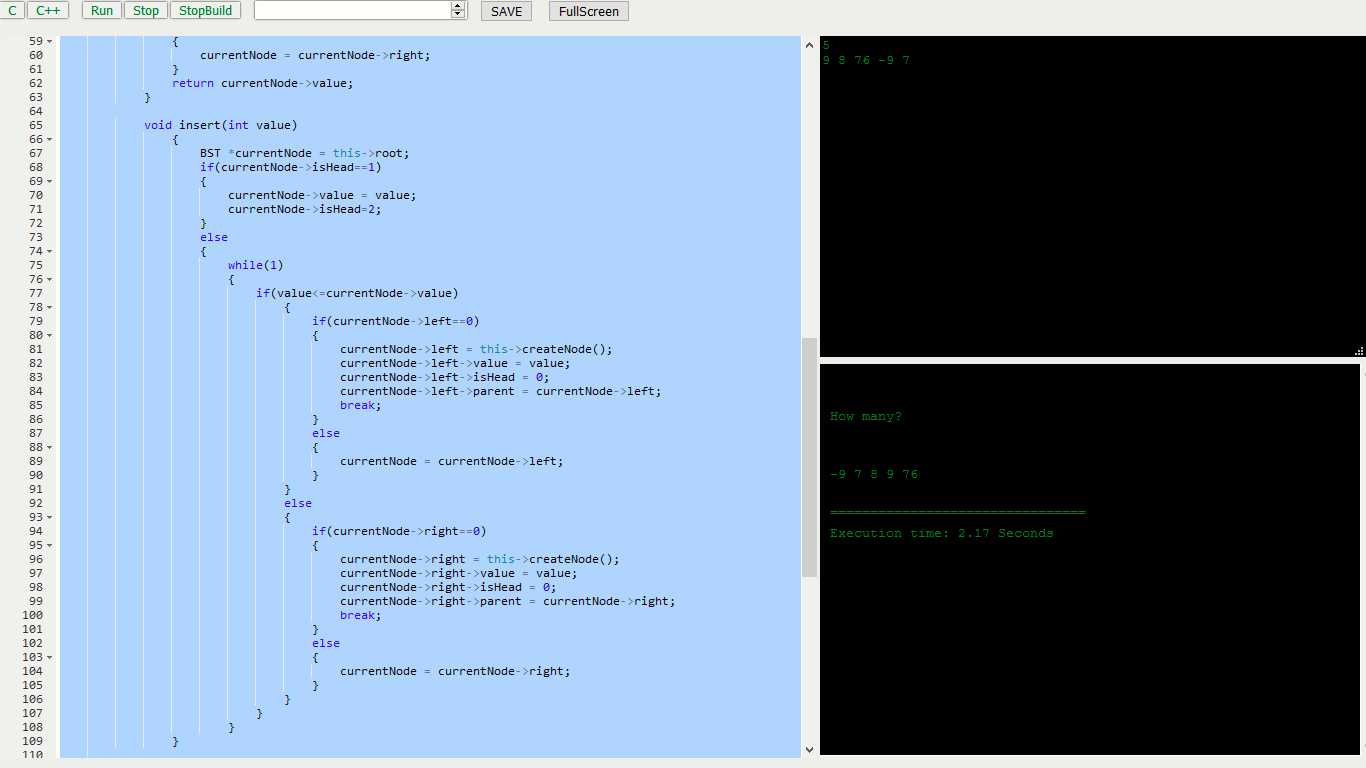 C C++ Run Stop StopBuild SAVE FullScreen
59 {
60 currentNode = currentNode->right;
61 }
62 return currentNode->value;
63 }
64
65 void insert(int value)
66 {
67 BST *currentNode = this->root;
68 if(currentNode->isHead==1)
69 {
70 currentNode->value = value;
71 currentNode->isHead=2;
72 }
73 else
74 {
75 while(1)
76 {
77 if(value<=currentNode->value)
78 {
79 if(currentNode->left==0)
80 {
81 currentNode->left = this->createNode();
82 currentNode->left->value = value;
83 currentNode->left->isHead = 0;
84 currentNode->left->parent = currentNode->left;
85 break;
86 }
87 else
88 {
89 currentNode = currentNode->left;
90 }
91 }
92 else
93 {
94 if(currentNode->right==0)
95 {
96 currentNode->right = this->createNode();
97 currentNode->right->value = value;
98 currentNode->right->isHead = 0;
99 currentNode->right->parent = currentNode->right;
100 break;
101 }
102 else
103 {
104 currentNode = currentNode->right;
105 }
106 }
107 }
108 }
109 }
110
5
9 8 76 -9 7
How many?
-9 7 8 9 76
================================
Execution time: 2.17 Seconds